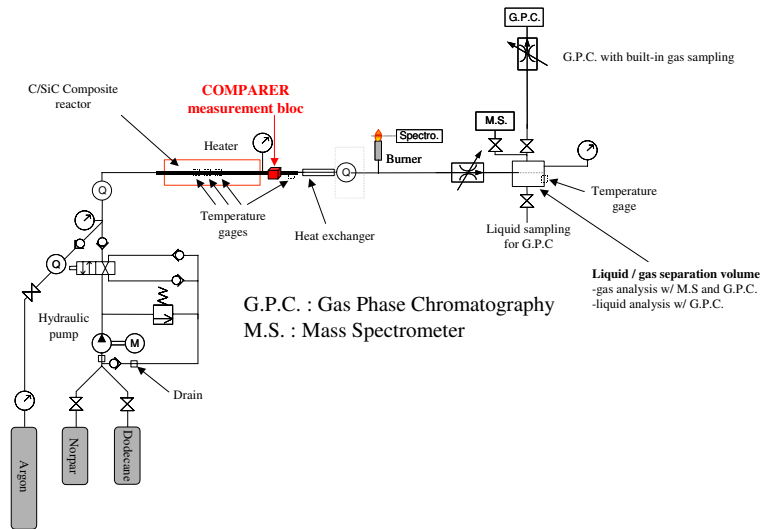 G.P.C.
G.P.C. with built-in gas sampling
C/SiC Composite
reactor
COMPARER
measurement bloc
M.S.
Heater
Spectro.
Burner
Q
Q
Temperature
gages
Heat exchanger
Temperature
gage
Liquid sampling
for G.P.C
Q
Liquid / gas separation volume
-gas analysis w/ M.S and G.P.C.
-liquid analysis w/ G.P.C.
G.P.C. : Gas Phase Chromatography
M.S. : Mass Spectrometer
Hydraulic
pump
M
Drain
Argon
Norpar
Dodecane